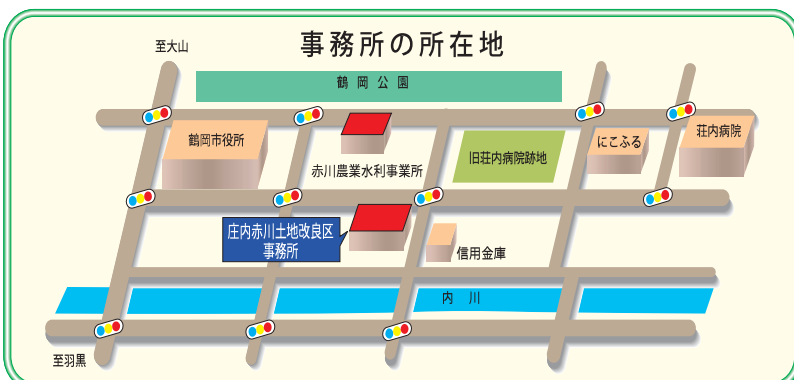 事務所の所在地
至大山
鶴岡公園
鶴岡市役所
赤川農業水利事業所
旧荘内病院跡地
にこふる
荘内病院
庄内赤川土地改良区
事務所
信用金庫
内川
至羽黒